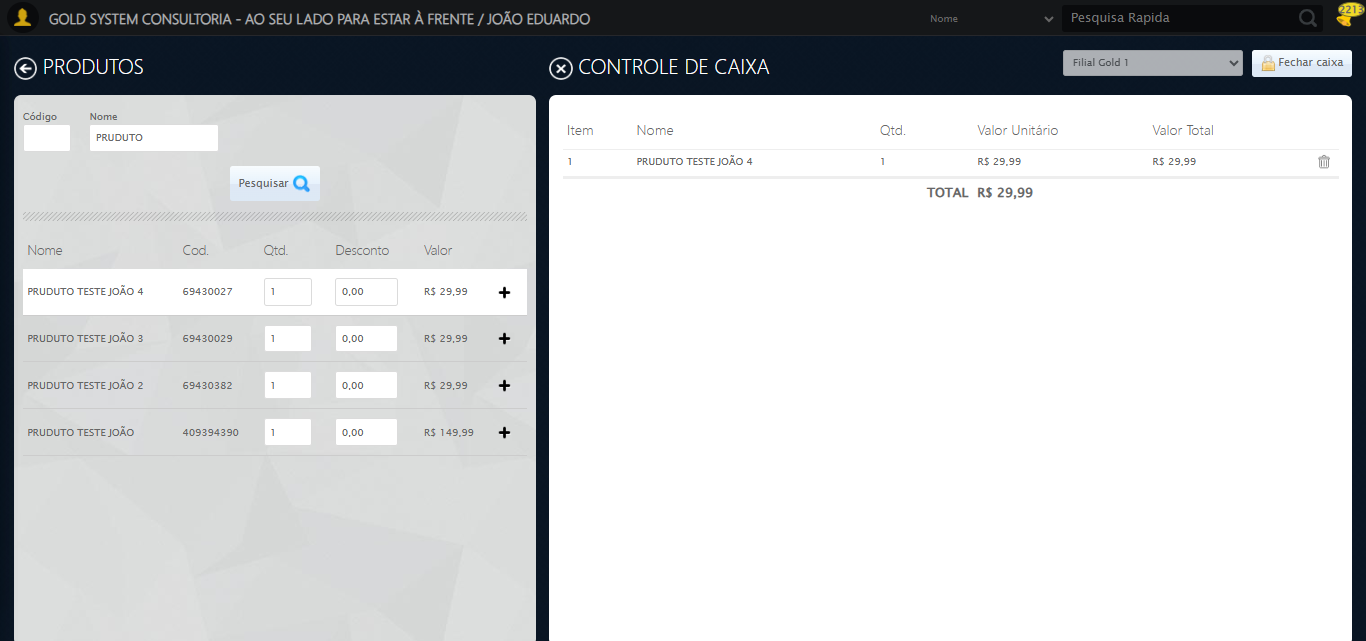 GOLD SYSTEM CONSULTORIA - AO SEU LADO PARA ESTAR À FRENTE / JOÃO EDUARDO
Nome
Pesquisa Rapida
2213
PRODUTOS
CONTROLE DE CAIXA
Filial Gold 1
Fechar caixa
Código Nome
PRUDUTO
Pesquisar
Nome Cod. Qtd. Desconto Valor
PRUDUTO TESTE JOÃO 4 69430027 1 0,00 R$ 29,99
PRUDUTO TESTE JOÃO 3 69430029 1 0,00 R$ 29,99
PRUDUTO TESTE JOÃO 2 69430382 1 0,00 R$ 29,99
PRUDUTO TESTE JOÃO 409394390 1 0,00 R$ 149,99
Item Nome Qtd. Valor Unitário Valor Total
1 PRUDUTO TESTE JOÃO 4 1 R$ 29,99 R$ 29,99
TOTAL R$ 29,99